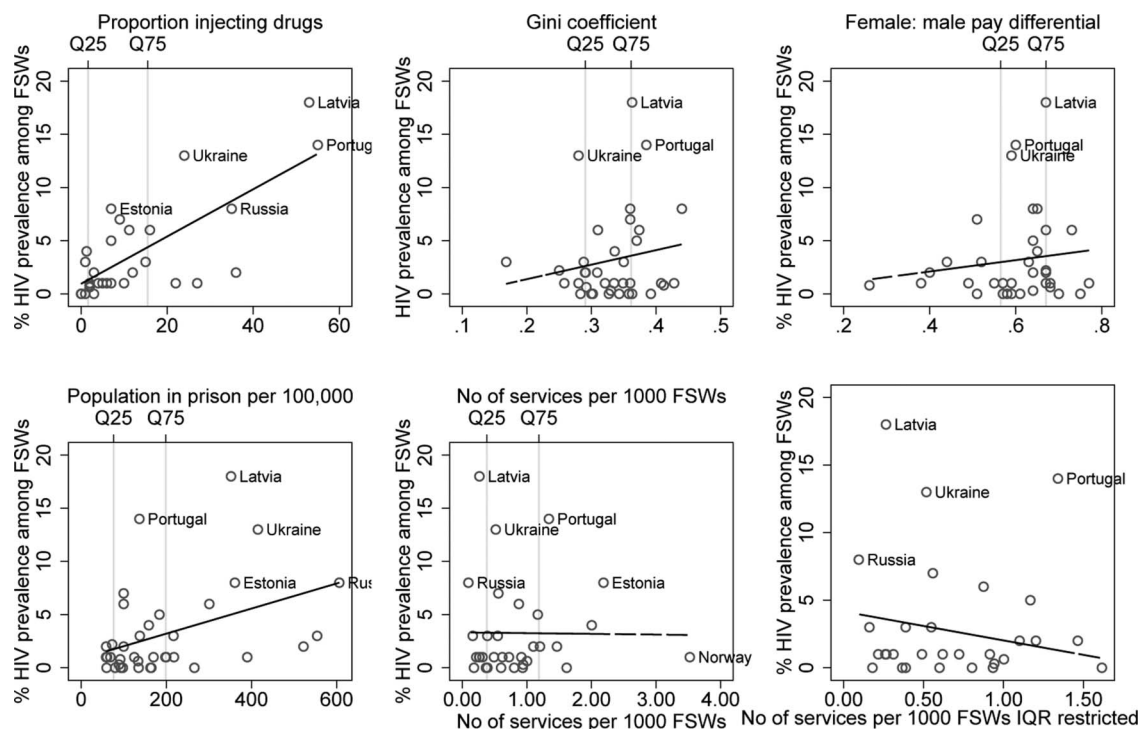 Proportion injecting drugs
Q25 Q75
% HIV prevalence among FSWs
20
15
10
5
0
Latvia
Portug
Ukraine
Estonia
Russia
0 20 40 60
Gini coefficient
Q25 Q75
HIV prevalence among FSWs
20
15
10
5
0
Latvia
Portugal
Ukraine
.1 .2 .3 .4 .5
Female: male pay differential
Q25 Q75
% HIV prevalence among FSWs
20
15
10
5
0
Latvia
Portugal
Ukraine
.2 .4 .6 .8
Population in prison per 100,000
Q25 Q75
% HIV prevalence among FSWs
20
15
10
5
0
Latvia
Portugal
Ukraine
Estonia
Rus
0 200 400 600
No of services per 1000 FSWs
Q25 Q75
% HIV prevalence among FSWs
20
15
10
5
0
Latvia
Portugal
Ukraine
Russia
Estonia
Norway
0.00 1.00 2.00 3.00 4.00
No of services per 1000 FSWs
% HIV prevalence among FSWs
20
15
10
5
0
Latvia
Portugal
Ukraine
Russia
0.00 0.50 1.00 1.50
No of services per 1000 FSWs IQR restricted